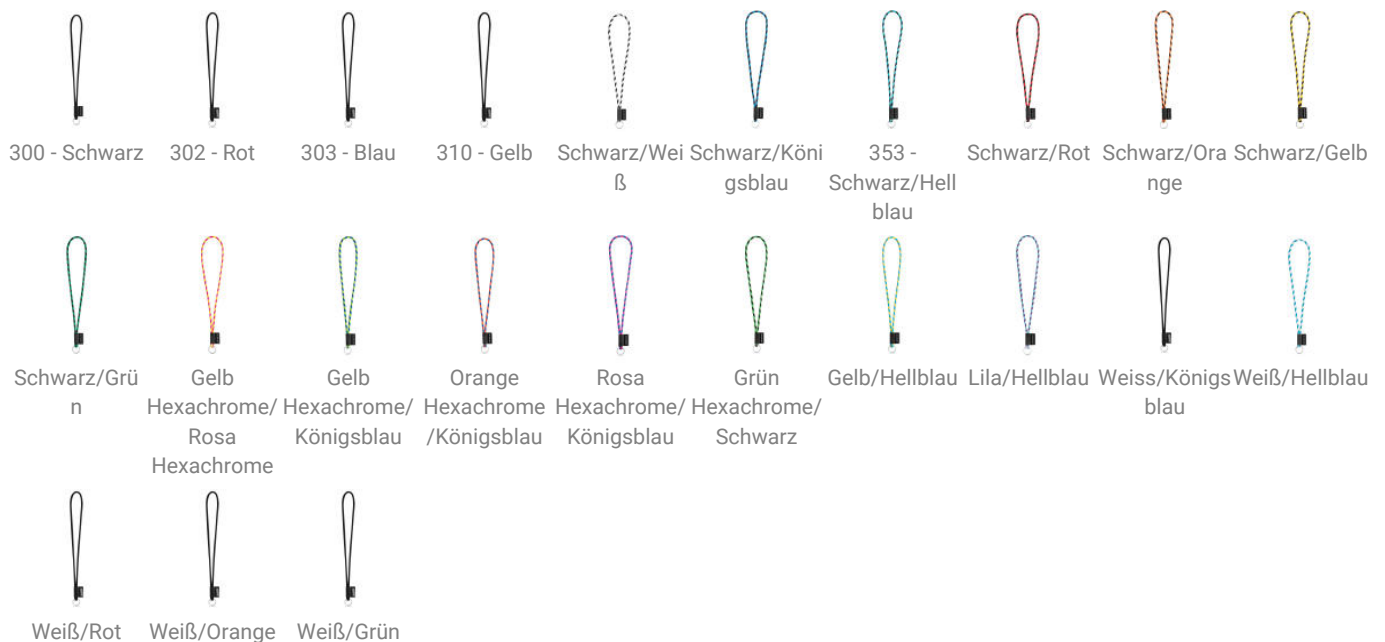 300 - Schwarz
302 - Rot
303 - Blau
310 - Gelb
Schwarz/Wei
ß
Schwarz/Köni
gsblau
353 -
Schwarz/Hell
blau
Schwarz/Rot
Schwarz/Ora
nge
Schwarz/Gelb
Schwarz/Grü
n
Gelb
Hexachrome/
Rosa
Hexachrome
Gelb
Hexachrome/
Königsblau
Orange
Hexachrome
/Königsblau
Rosa
Hexachrome/
Königsblau
Grün
Hexachrome/
Schwarz
Gelb/Hellblau
Lila/Hellblau
Weiss/Königs
blau
Weiß/Hellblau
Weiß/Rot
Weiß/Orange
Weiß/Grün